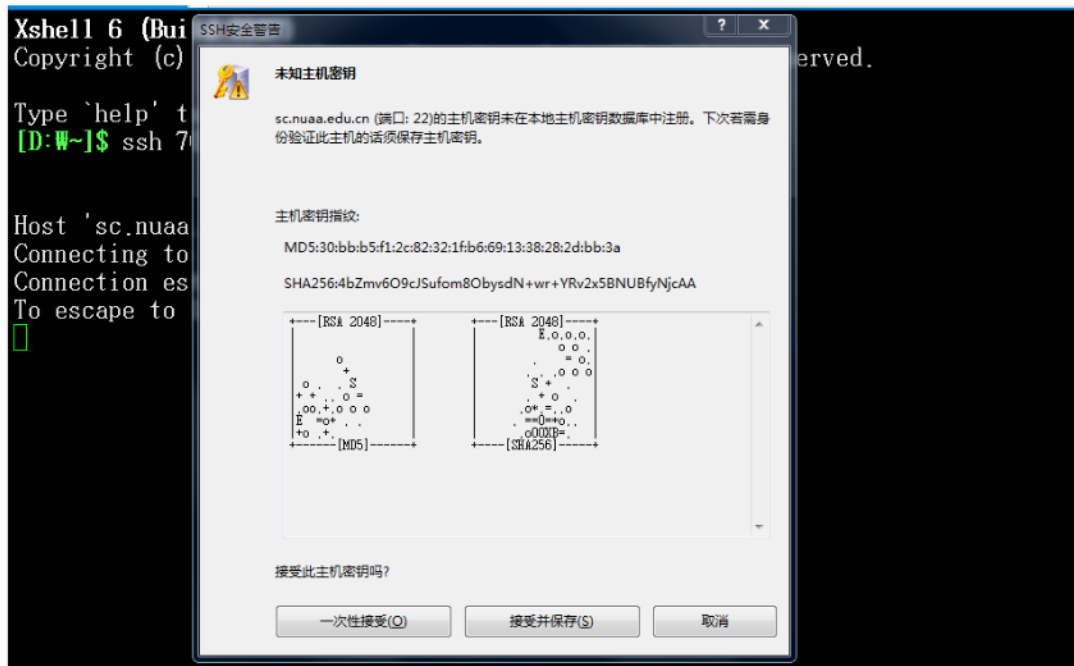 Xshell 6 (Bui
Copyright (c)
erved.
Type `help' t
[D:₩~]$ ssh 7
Host 'sc.nuaa
Connecting to
Connection es
To escape to
SSH安全警告
未知主机密钥
sc.nuaa.edu.cn (端口: 22)的主机密钥未在本地主机密钥数据库中注册。下次若需身
份验证此主机的话须保存主机密钥。
主机密钥指纹:
MD5:30:bb:b5:f1:2c:82:32:1f:b6:69:13:38:28:2d:bb:3a
SHA256:4bZmv6O9cJSufom8ObysdN+wr+YRv2x5BNUBfyNjcAA
+---[RSA 2048]----+ +---[RSA 2048]----+
+------[MD5]------+ +----[SHA256]-----+
接受此主机密钥吗?
一次性接受(O) 接受并保存(S) 取消